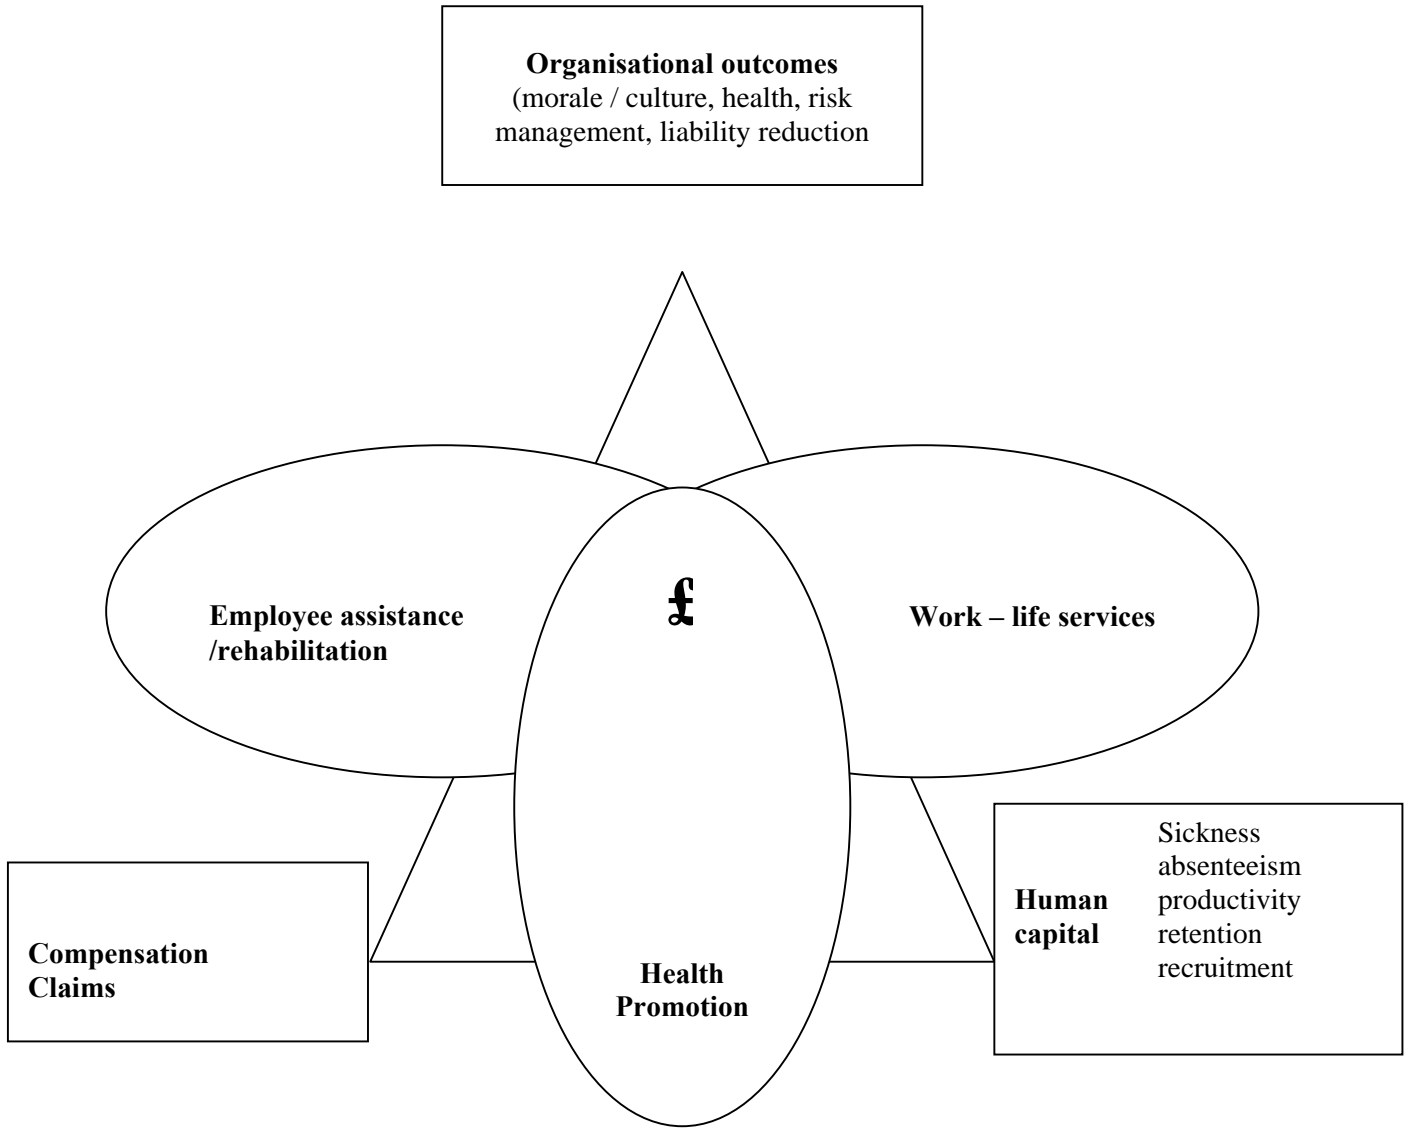 Organisational outcomes
(morale / culture, health, risk
management, liability reduction
£
Employee assistance
/rehabilitation
Work – life services
Compensation
Claims
Health
Promotion
Human
capital
Sickness
absenteeism
productivity
retention
recruitment